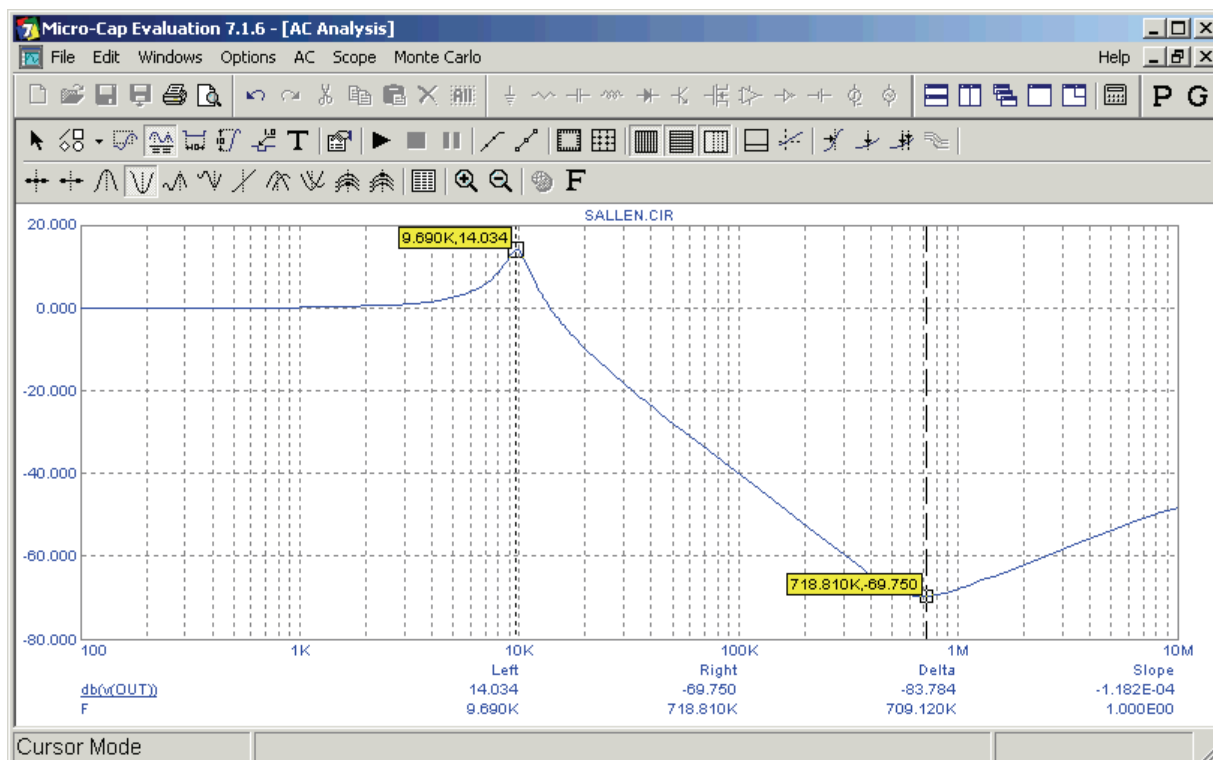 Micro-Cap Evaluation 7.1.6 - [AC Analysis]
File Edit Windows Options AC Scope Monte Carlo Help
P G
T
F
SALLEN.CIR
20.000
9.690K,14.034
0.000
-20.000
-40.000
-60.000
718.810K,-69.750
-80.000
100 1K 10K 100K 1M 10M
Left Right Delta Slope
db(v(OUT)) 14.034 -69.750 -83.784 -1.182E-04
F 9.690K 718.810K 709.120K 1.000E00
Cursor Mode